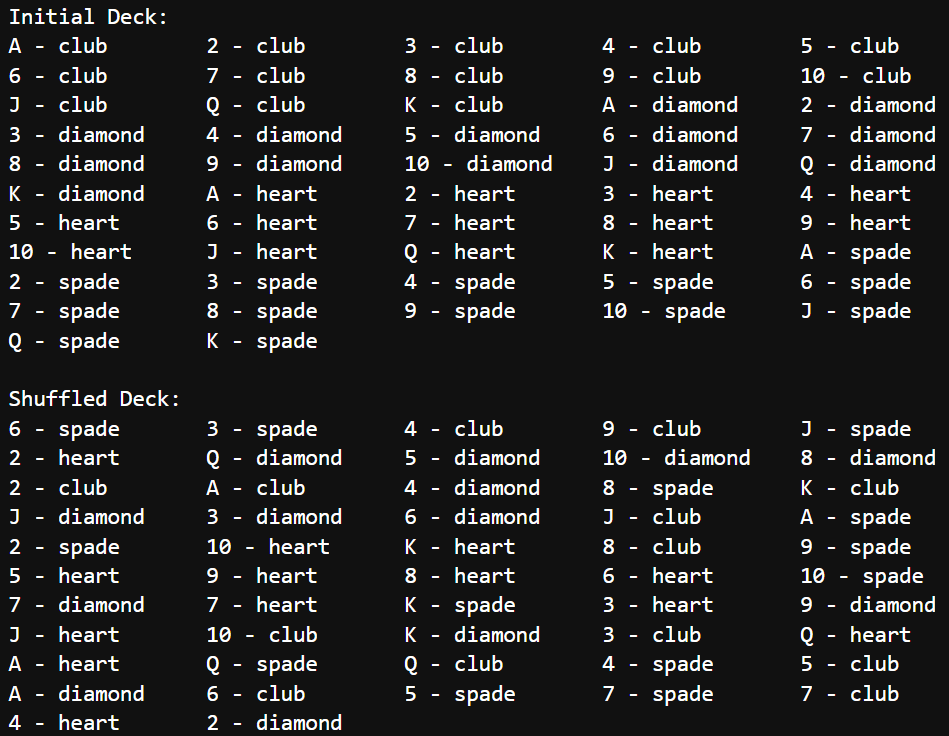 Initial Deck:
A - club 2 - club 3 - club 4 - club 5 - club
6 - club 7 - club 8 - club 9 - club 10 - club
J - club Q - club K - club A - diamond 2 - diamond
3 - diamond 4 - diamond 5 - diamond 6 - diamond 7 - diamond
8 - diamond 9 - diamond 10 - diamond J - diamond Q - diamond
K - diamond A - heart 2 - heart 3 - heart 4 - heart
5 - heart 6 - heart 7 - heart 8 - heart 9 - heart
10 - heart J - heart Q - heart K - heart A - spade
2 - spade 3 - spade 4 - spade 5 - spade 6 - spade
7 - spade 8 - spade 9 - spade 10 - spade J - spade
Q - spade K - spade
Shuffled Deck:
6 - spade 3 - spade 4 - club 9 - club J - spade
2 - heart Q - diamond 5 - diamond 10 - diamond 8 - diamond
2 - club A - club 4 - diamond 8 - spade K - club
J - diamond 3 - diamond 6 - diamond J - club A - spade
2 - spade 10 - heart K - heart 8 - club 9 - spade
5 - heart 9 - heart 8 - heart 6 - heart 10 - spade
7 - diamond 7 - heart K - spade 3 - heart 9 - diamond
J - heart 10 - club K - diamond 3 - club Q - heart
A - heart Q - spade Q - club 4 - spade 5 - club
A - diamond 6 - club 5 - spade 7 - spade 7 - club
4 - heart 2 - diamond